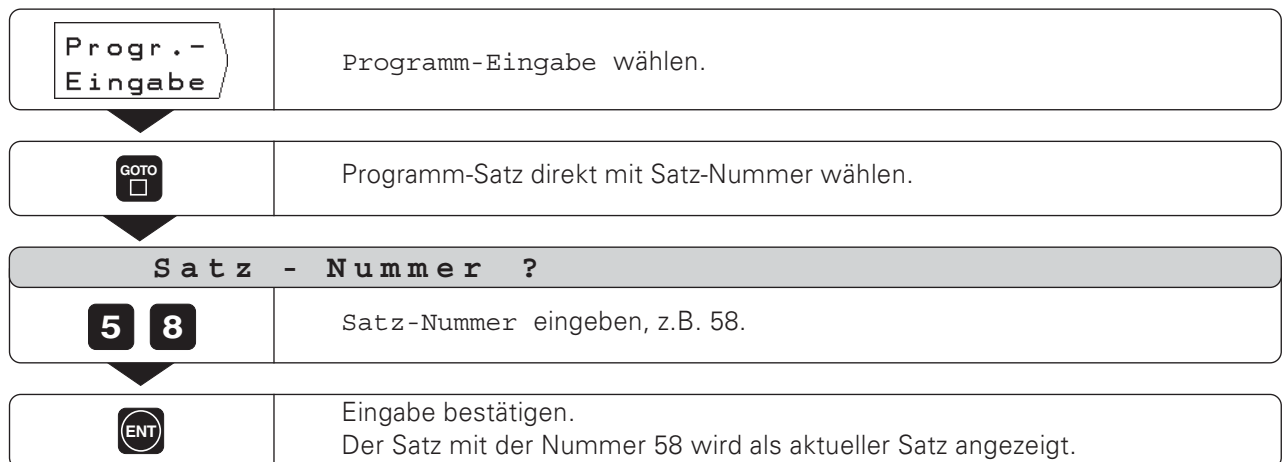 Progr.-
Eingabe
Programm-Eingabe wählen.
GOTO
Programm-Satz direkt mit Satz-Nummer wählen.
Satz - Nummer ?
5 8
Satz-Nummer eingeben, z.B. 58.
ENT
Eingabe bestätigen.
Der Satz mit der Nummer 58 wird als aktueller Satz angezeigt.